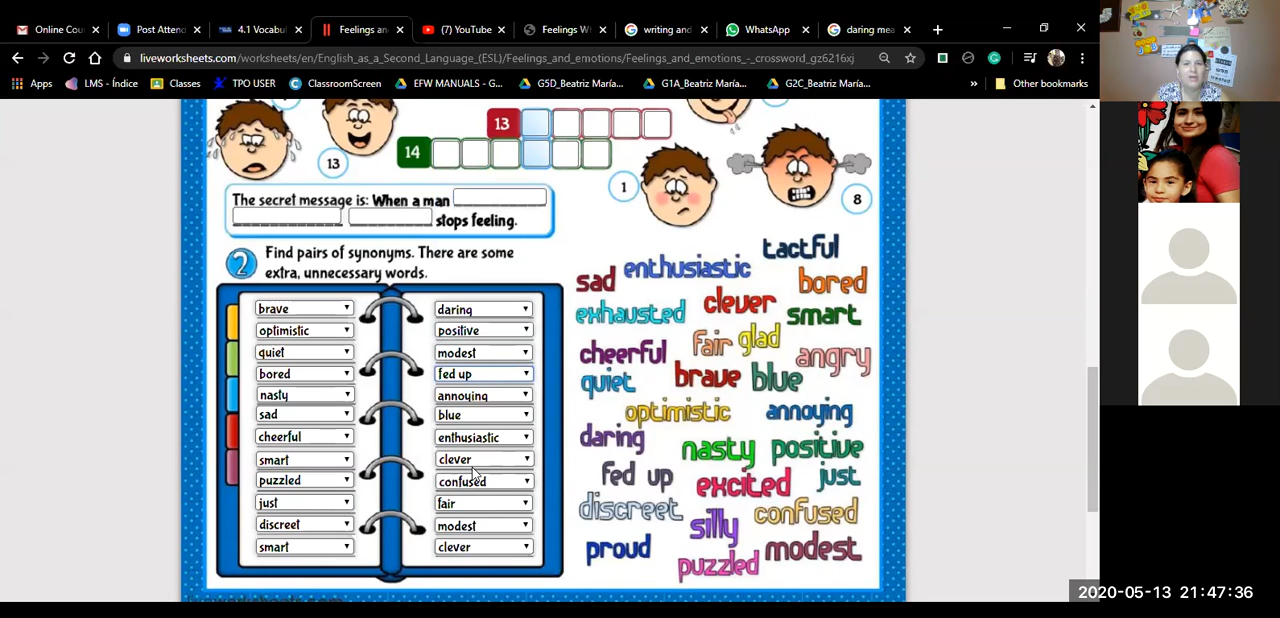 Online Cou
Post Attend
4.1 Vocabul
Feelings an
(7) YouTube
Feelings W
writing and
WhatsApp
daring mea
liveworksheets.com/worksheets/en/English_as_a_Second_Language_(ESL)/Feelings_and_emotions/Feelings_and_emotions_-_crossword_gz6216xj
Apps
LMS - Índice
Classes
TPO USER
ClassroomScreen
EFW MANUALS - G...
G5D_Beatriz María...
G1A_Beatriz María...
G2C_Beatriz María...
»
Other bookmarks
13
14
13
1
8
The secret message is: When a man
stops feeling.
2
Find pairs of synonyms. There are some
extra, unnecessary words.
brave daring
optimistic positive
quiet modest
bored fed up
nasty annoying
sad blue
cheerful enthusiastic
smart clever
puzzled confused
just fair
discreet modest
smart clever
tactful
sad enthusiastic bored
exhausted clever smart
cheerful fair glad angry
quiet brave blue
optimistic annoying
daring nasty positive
fed up excited just
discreet silly confused
proud puzzled modest
2020-05-13 21:47:36